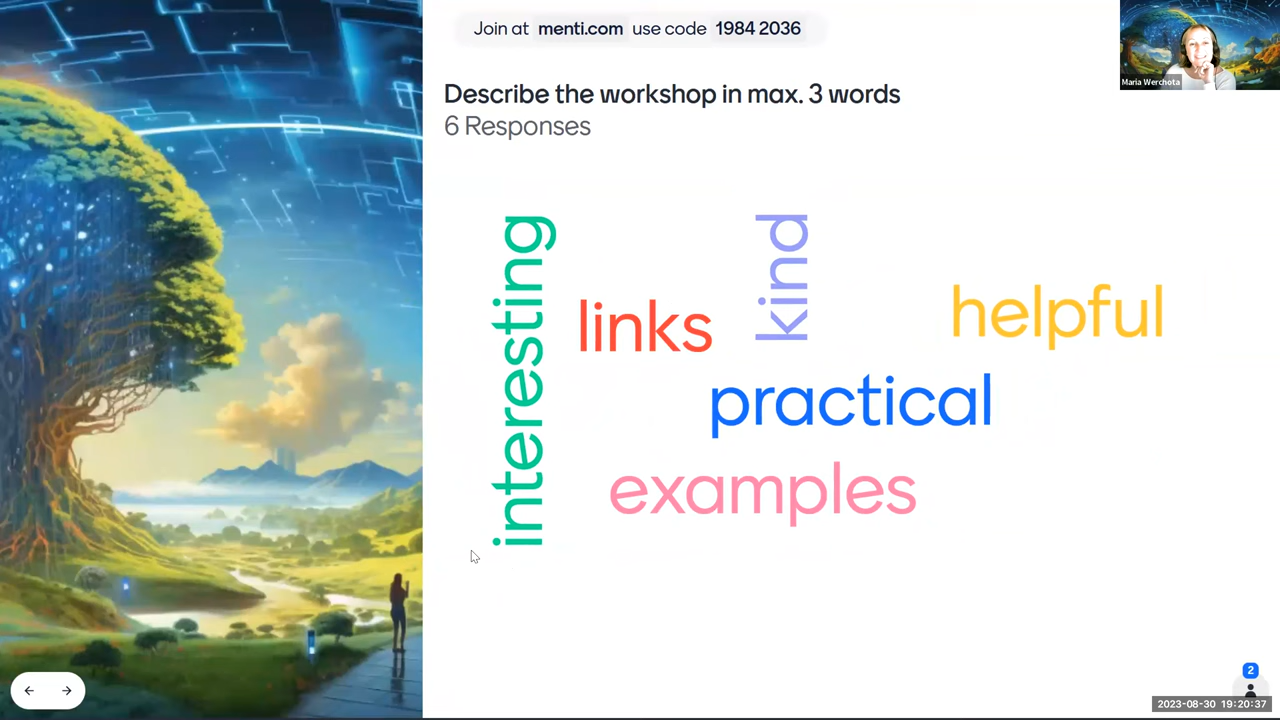 Join at menti.com use code 1984 2036
Maria Werchota
Describe the workshop in max. 3 words
6 Responses
interesting
links
kind
helpful
practical
examples
2
2023-08-30 19:20:37